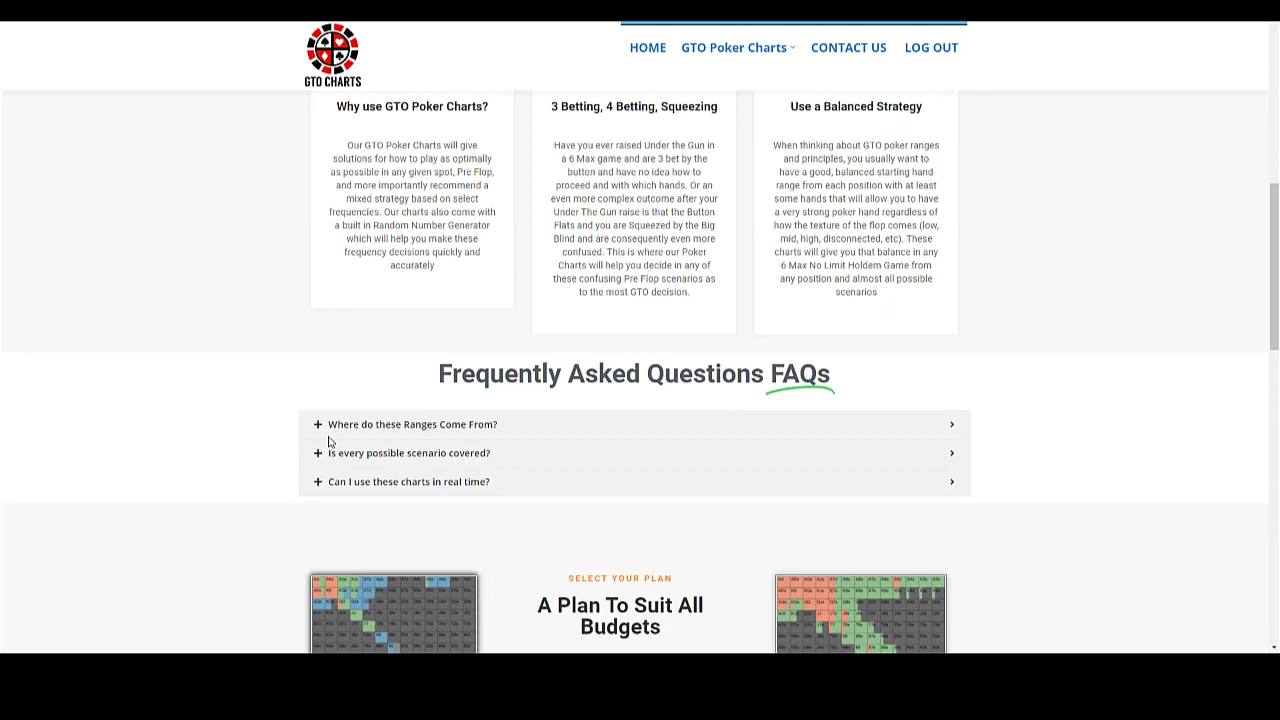 GTO CHARTS
HOME GTO Poker Charts CONTACT US LOG OUT
Why use GTO Poker Charts?
Our GTO Poker Charts will give
solutions for how to play as optimally
as possible in any given spot, Pre Flop,
and more importantly recommend a
mixed strategy based on select
frequencies. Our charts also come with
a built in Random Number Generator
which will help you make these
frequency decisions quickly and
accurately
3 Betting, 4 Betting, Squeezing
Have you ever raised Under the Gun in
a 6 Max game and are 3 bet by the
button and have no idea how to
proceed and with which hands. Or an
even more complex outcome after your
Under The Gun raise is that the Button
Flats and you are Squeezed by the Big
Blind and are consequently even more
confused. This is where our Poker
Charts will help you decide in any of
these confusing Pre Flop scenarios as
to the most GTO decision.
Use a Balanced Strategy
When thinking about GTO poker ranges
and principles, you usually want to
have a good, balanced starting hand
range from each position with at least
some hands that will allow you to have
a very strong poker hand regardless of
how the texture of the flop comes (low,
mid, high, disconnected, etc). These
charts will give you that balance in any
6 Max No Limit Holdem Game from
any position and almost all possible
scenarios
Frequently Asked Questions FAQs
Where do these Ranges Come From?
Is every possible scenario covered?
Can I use these charts in real time?
SELECT YOUR PLAN
A Plan To Suit All
Budgets